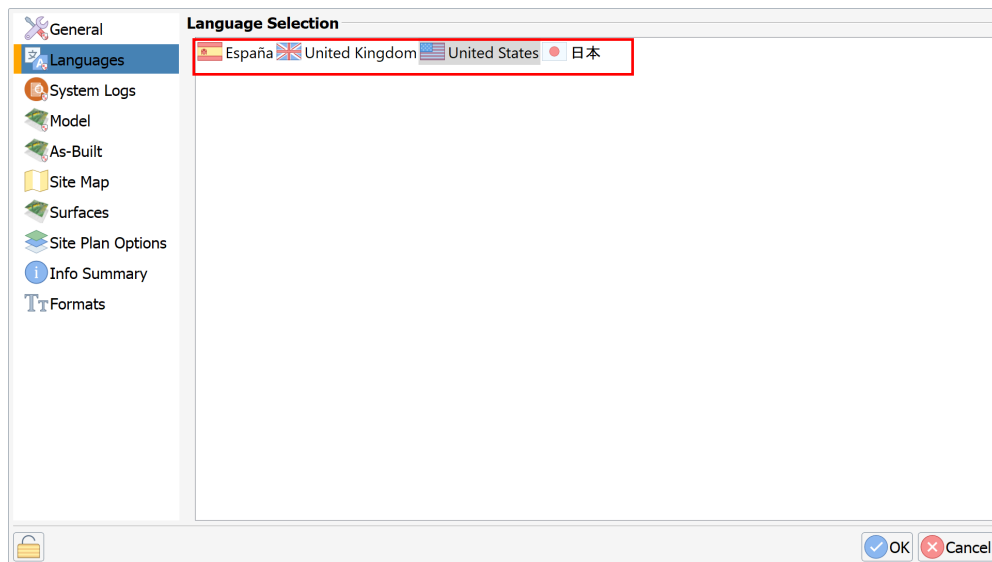 General
Languages
System Logs
Model
As-Built
Site Map
Surfaces
Site Plan Options
Info Summary
Formats
Language Selection
España United Kingdom United States 日本
OK Cancel